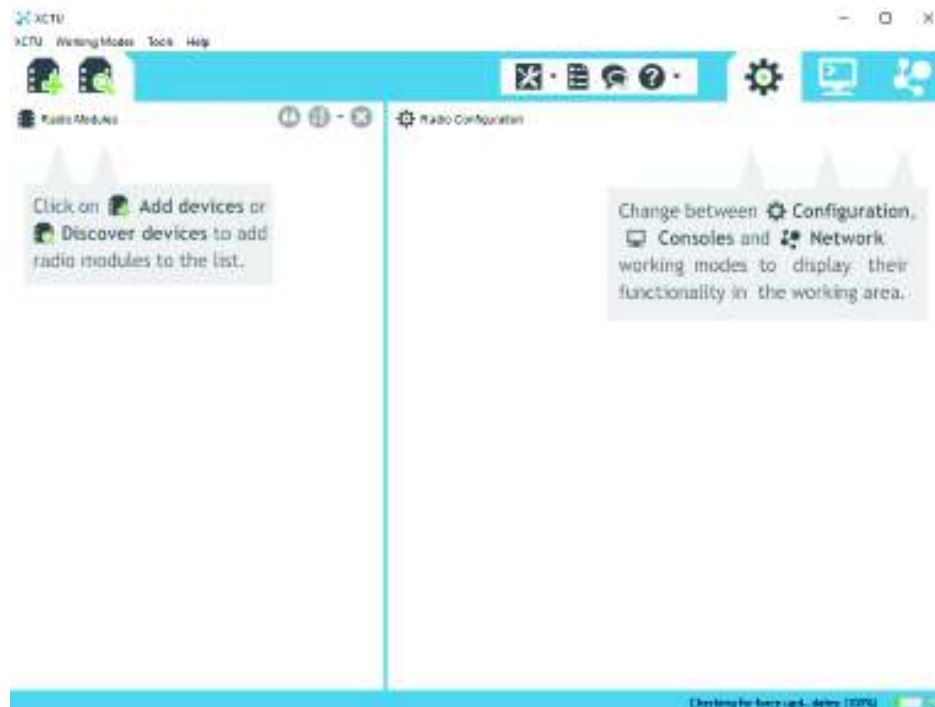 XCTU
XCTU Working Modes Tools Help
Radio Modules
Radio Configuration
Click on Add devices or
Discover devices to add
radio modules to the list.
Change between Configuration,
Consoles and Network
working modes to display their
functionality in the working area.
Checking for